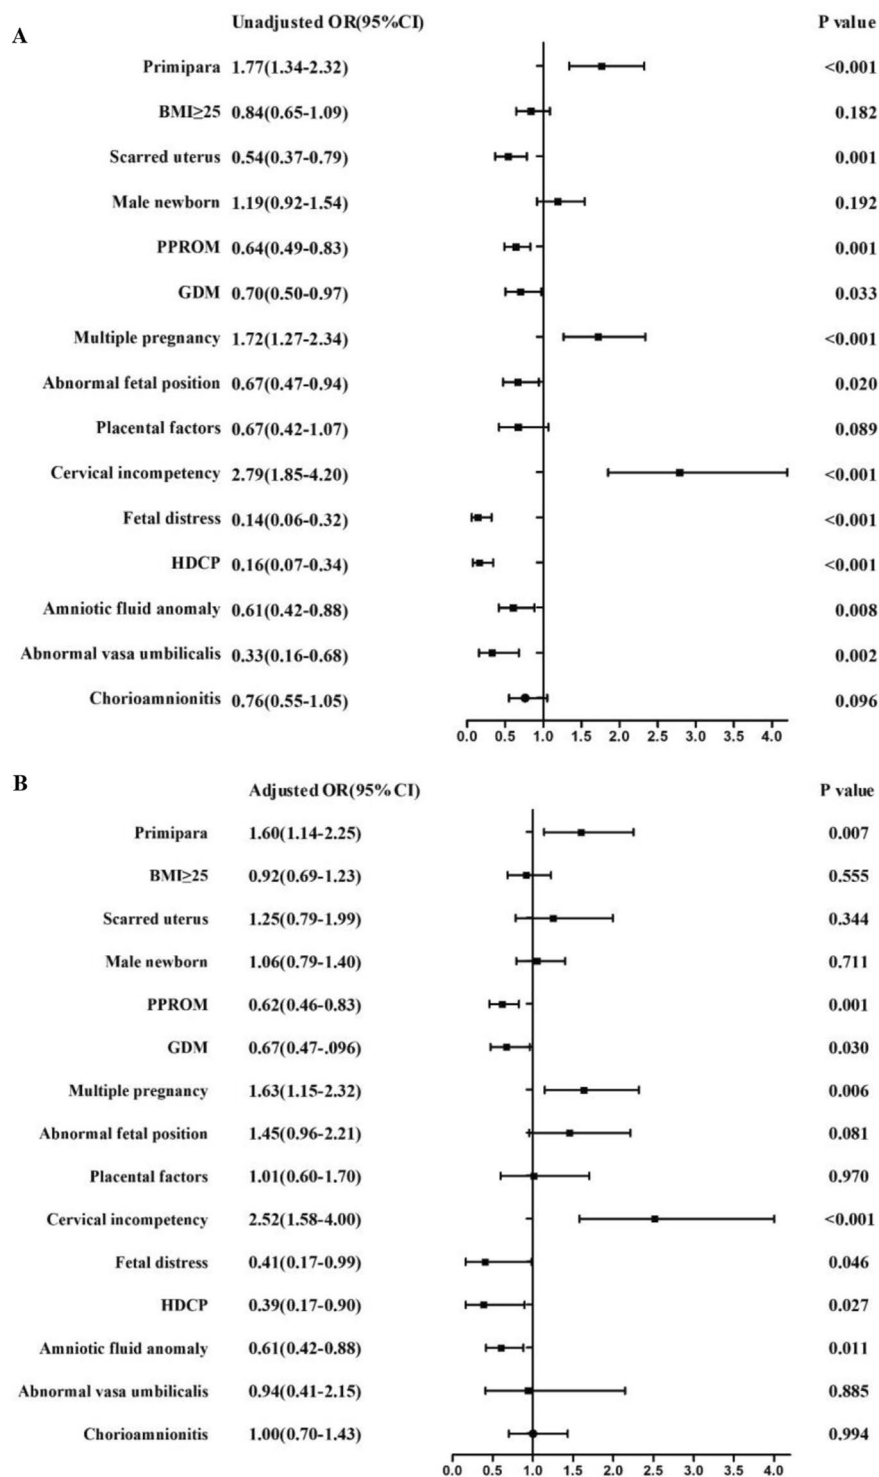 A
Unadjusted OR(95%CI) P value
Primipara 1.77(1.34-2.32) <0.001
BMI≥25 0.84(0.65-1.09) 0.182
Scarred uterus 0.54(0.37-0.79) 0.001
Male newborn 1.19(0.92-1.54) 0.192
PPROM 0.64(0.49-0.83) 0.001
GDM 0.70(0.50-0.97) 0.033
Multiple pregnancy 1.72(1.27-2.34) <0.001
Abnormal fetal position 0.67(0.47-0.94) 0.020
Placental factors 0.67(0.42-1.07) 0.089
Cervical incompetency 2.79(1.85-4.20) <0.001
Fetal distress 0.14(0.06-0.32) <0.001
HDCP 0.16(0.07-0.34) <0.001
Amniotic fluid anomaly 0.61(0.42-0.88) 0.008
Abnormal vasa umbilicalis 0.33(0.16-0.68) 0.002
Chorioamnionitis 0.76(0.55-1.05) 0.096
0.0 0.5 1.0 1.5 2.0 2.5 3.0 3.5 4.0
B
Adjusted OR(95%CI) P value
Primipara 1.60(1.14-2.25) 0.007
BMI≥25 0.92(0.69-1.23) 0.555
Scarred uterus 1.25(0.79-1.99) 0.344
Male newborn 1.06(0.79-1.40) 0.711
PPROM 0.62(0.46-0.83) 0.001
GDM 0.67(0.47-.096) 0.030
Multiple pregnancy 1.63(1.15-2.32) 0.006
Abnormal fetal position 1.45(0.96-2.21) 0.081
Placental factors 1.01(0.60-1.70) 0.970
Cervical incompetency 2.52(1.58-4.00) <0.001
Fetal distress 0.41(0.17-0.99) 0.046
HDCP 0.39(0.17-0.90) 0.027
Amniotic fluid anomaly 0.61(0.42-0.88) 0.011
Abnormal vasa umbilicalis 0.94(0.41-2.15) 0.885
Chorioamnionitis 1.00(0.70-1.43) 0.994
0.0 0.5 1.0 1.5 2.0 2.5 3.0 3.5 4.0